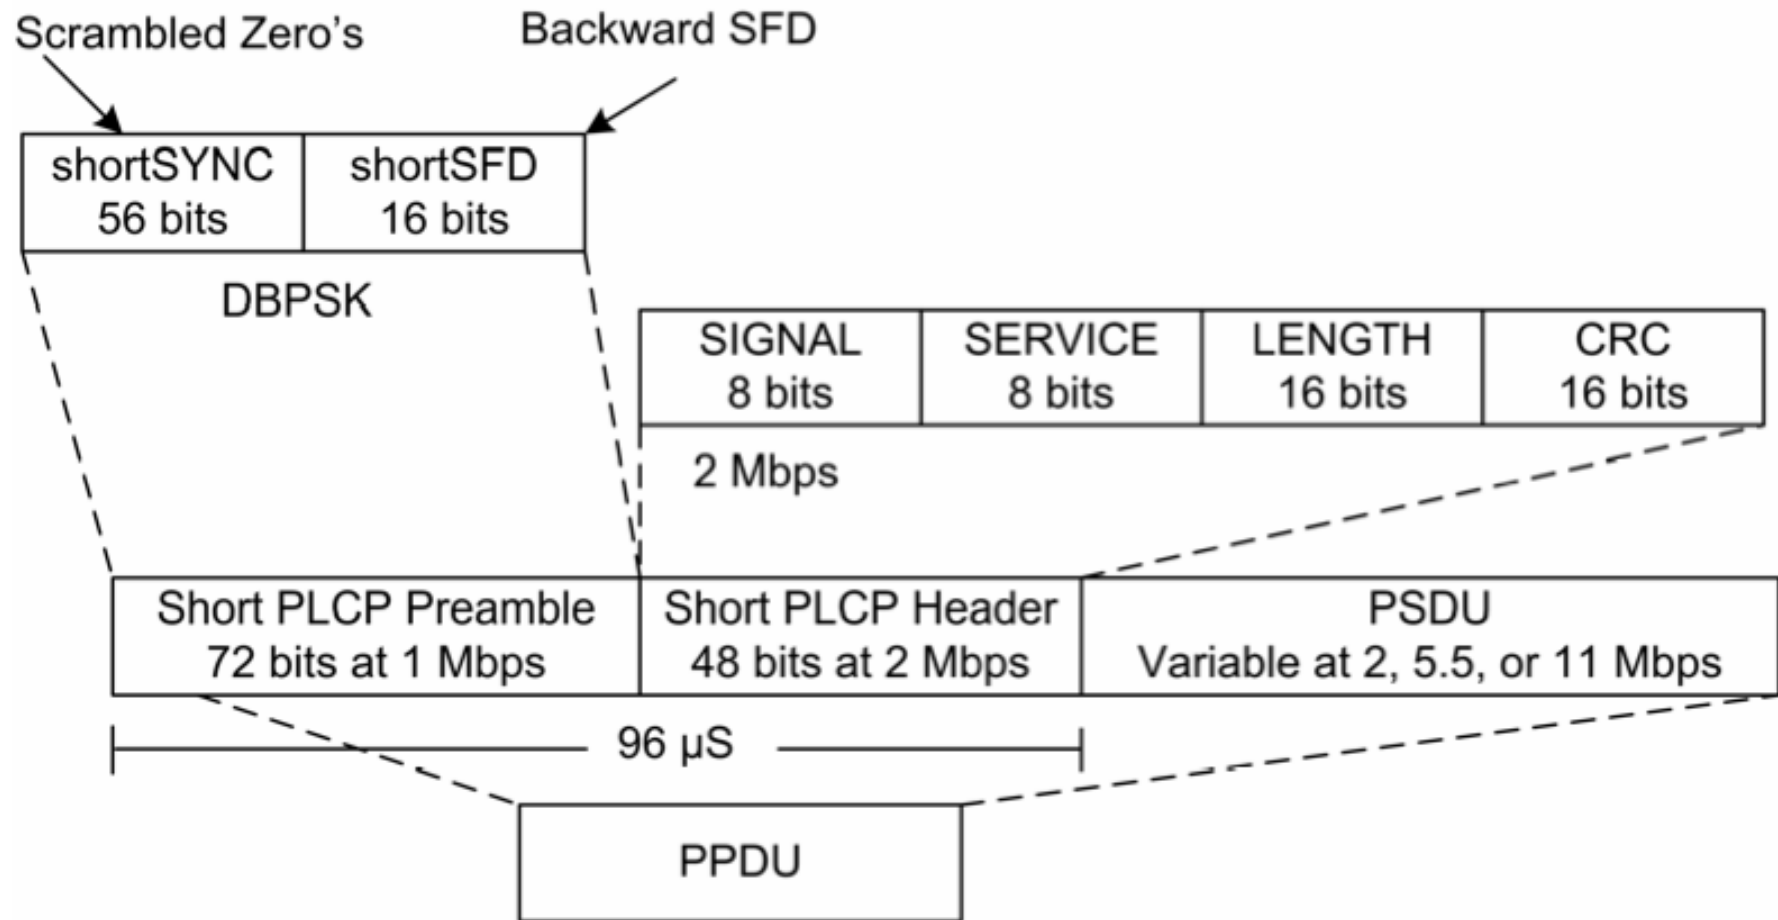 Scrambled Zero's
Backward SFD
shortSYNC
56 bits
shortSFD
16 bits
DBPSK
SIGNAL
8 bits
SERVICE
8 bits
LENGTH
16 bits
CRC
16 bits
2 Mbps
Short PLCP Preamble
72 bits at 1 Mbps
Short PLCP Header
48 bits at 2 Mbps
PSDU
Variable at 2, 5.5, or 11 Mbps
96 µS
PPDU